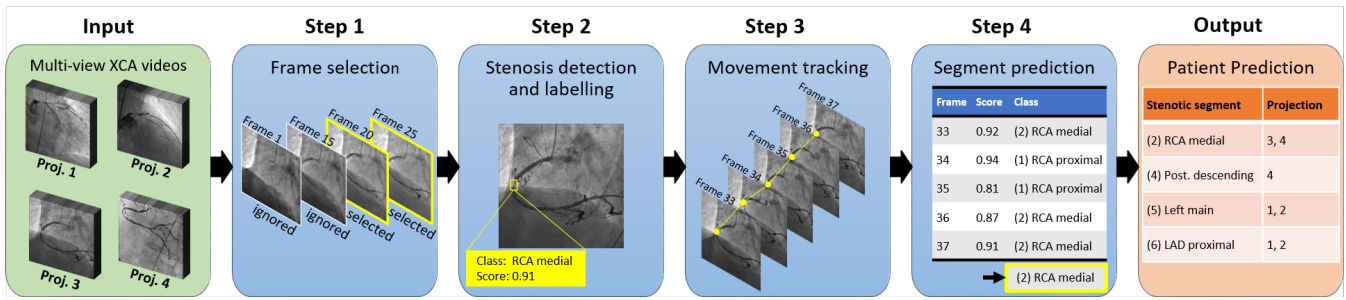 Input
Multi-view XCA videos
Proj. 1
Proj. 2
Proj. 3
Proj. 4
Step 1
Frame selection
Frame 1
Frame 15
Frame 20
Frame 25
ignored
ignored
selected
selected
Step 2
Stenosis detection
and labelling
Class: RCA medial
Score: 0.91
Step 3
Movement tracking
Frame 33
Frame 34
Frame 35
Frame 36
Frame 37
Step 4
Segment prediction
Frame Score Class
33 0.92 (2) RCA medial
34 0.94 (1) RCA proximal
35 0.81 (1) RCA proximal
36 0.87 (2) RCA medial
37 0.91 (2) RCA medial
(2) RCA medial
Output
Patient Prediction
Stenotic segment Projection
(2) RCA medial 3, 4
(4) Post. descending 4
(5) Left main 1, 2
(6) LAD proximal 1, 2